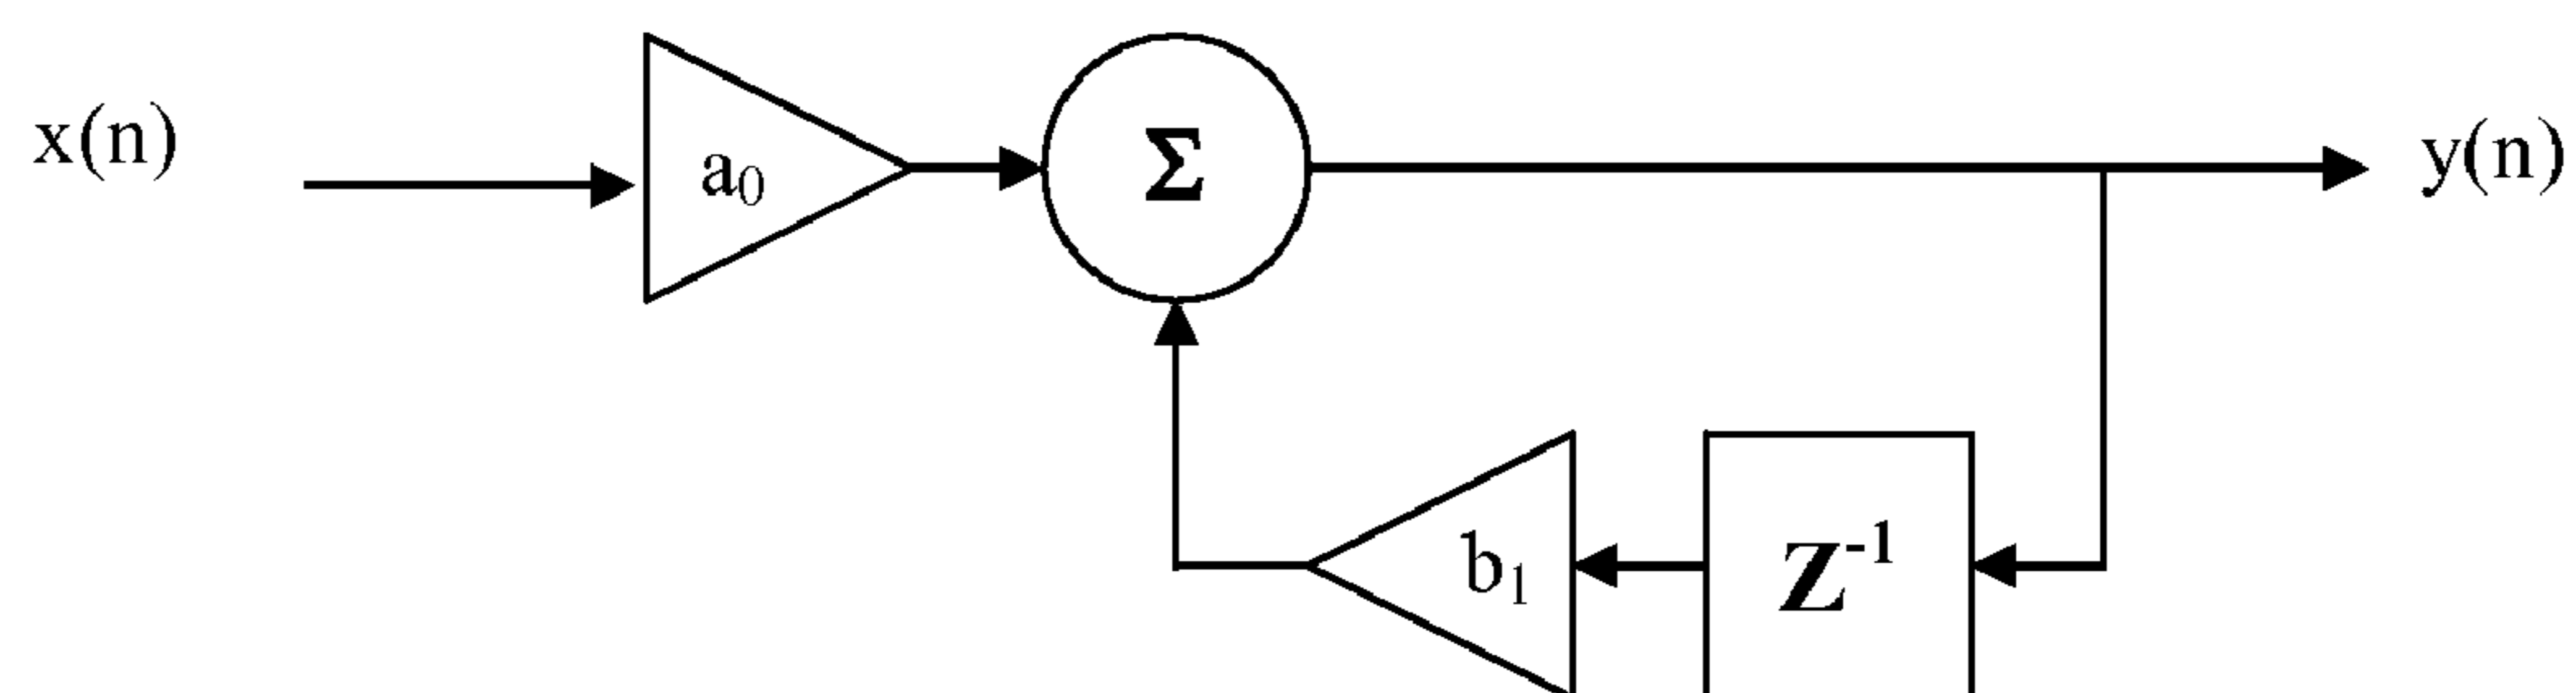 x(n)
a₀
Σ
y(n)
b₁
Z⁻¹